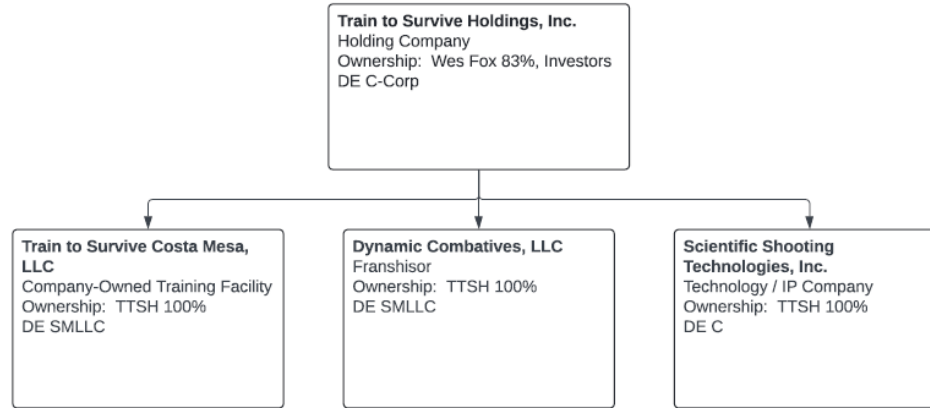 Train to Survive Holdings, Inc.
Holding Company
Ownership:  Wes Fox 83%, Investors
DE C-Corp
Train to Survive Costa Mesa,
LLC
Company-Owned Training Facility
Ownership:  TTSH 100%
DE SMLLC
Dynamic Combatives, LLC
Franshisor
Ownership:  TTSH 100%
DE SMLLC
Scientific Shooting
Technologies, Inc.
Technology / IP Company
Ownership:  TTSH 100%
DE C